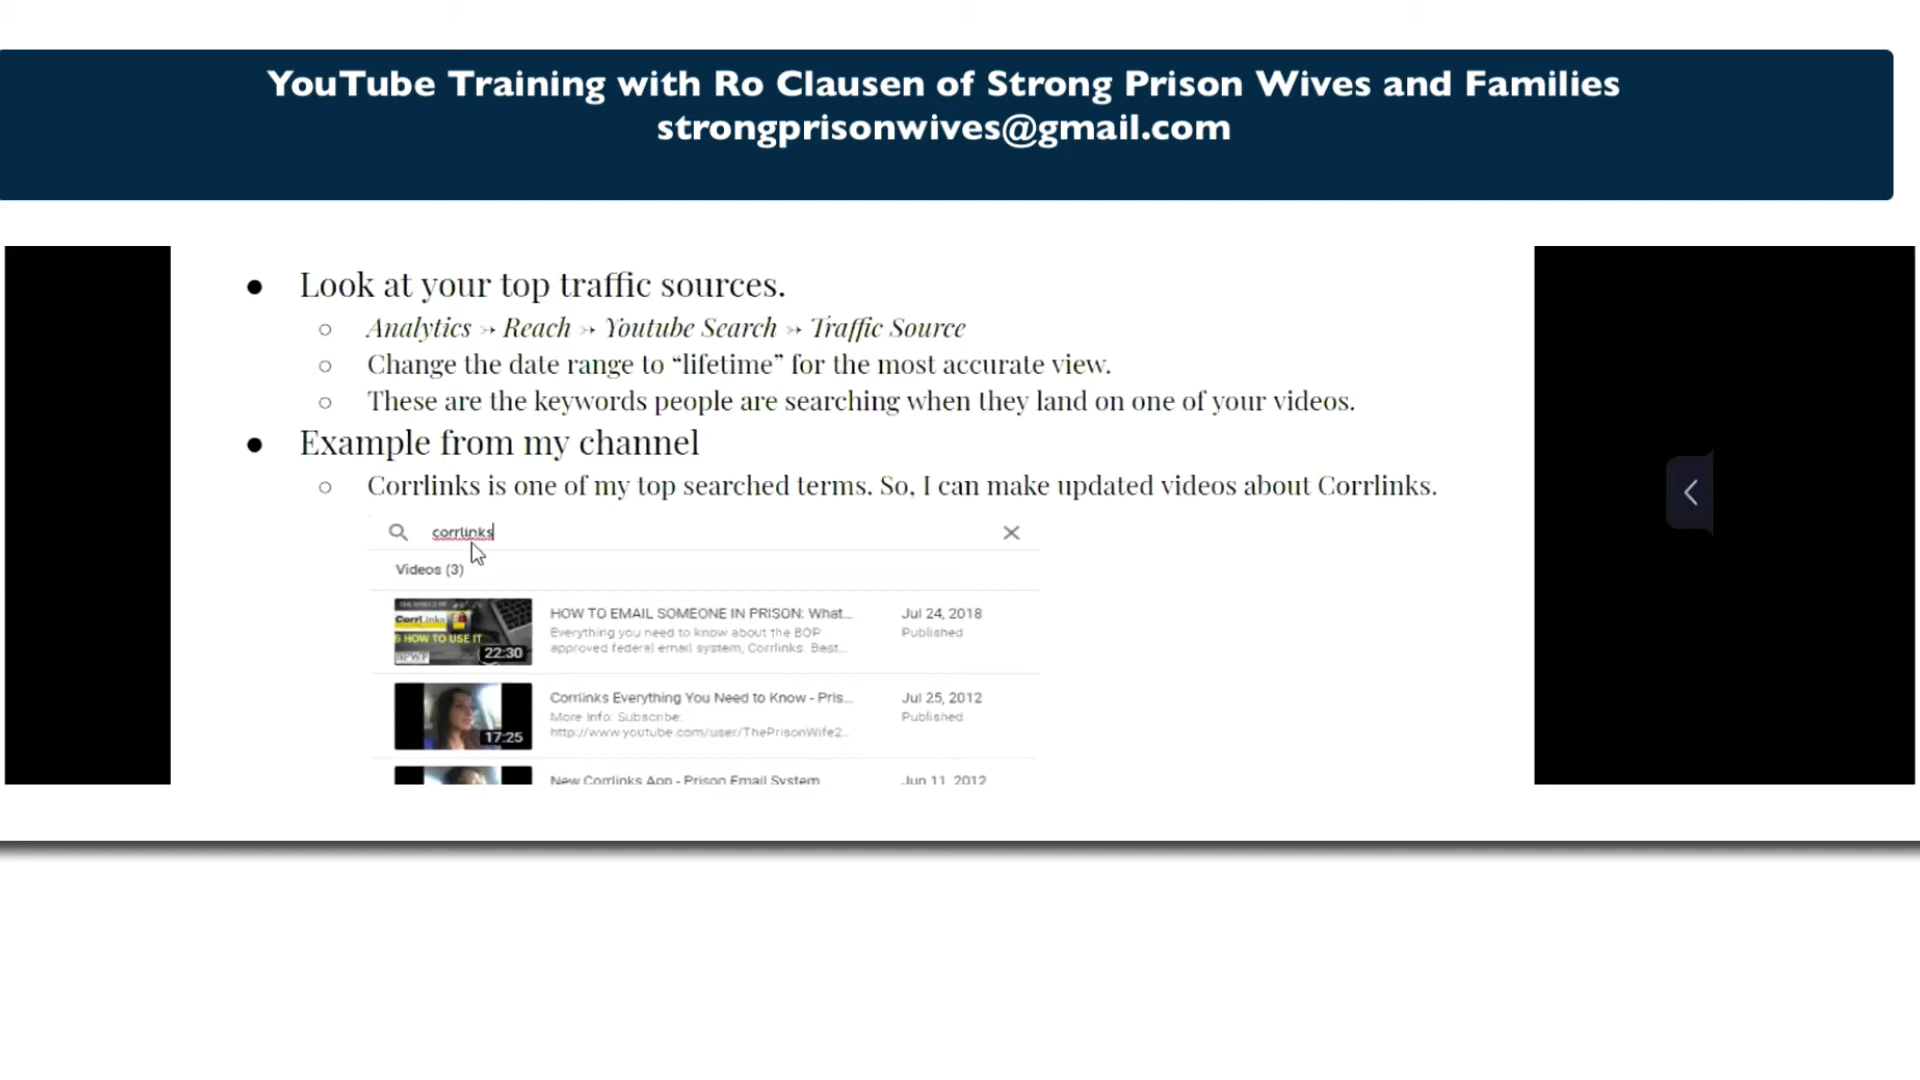 YouTube Training with Ro Clausen of Strong Prison Wives and Families
strongprisonwives@gmail.com
● Look at your top traffic sources.
○ Analytics ➳ Reach ➳ Youtube Search ➳ Traffic Source
○ Change the date range to “lifetime” for the most accurate view.
○ These are the keywords people are searching when they land on one of your videos.
● Example from my channel
○ Corrlinks is one of my top searched terms. So, I can make updated videos about Corrlinks.
corrlinks
Videos (3)
CorrLinks
& HOW TO USE IT
22:30
HOW TO EMAIL SOMEONE IN PRISON: What... Jul 24, 2018
Everything you need to know about the BOP Published
approved federal email system, Corrlinks. Best...
17:25
Corrlinks Everything You Need to Know - Pris... Jul 25, 2012
More Info: Subscribe: Published
http://www.youtube.com/user/ThePrisonWife2...
New Corrlinks App - Prison Email System Jun 11, 2012